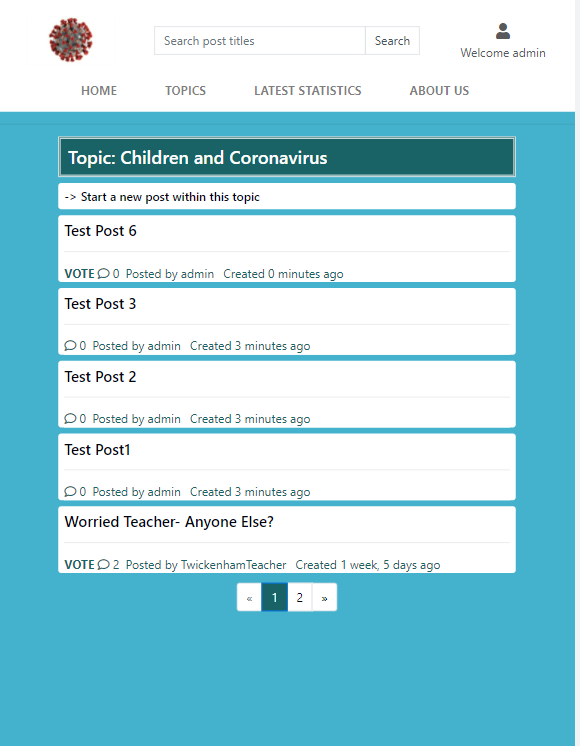 Search post titles
Search
Welcome admin
HOME TOPICS LATEST STATISTICS ABOUT US
Topic: Children and Coronavirus
-> Start a new post within this topic
Test Post 6
VOTE 0 Posted by admin Created 0 minutes ago
Test Post 3
0 Posted by admin Created 3 minutes ago
Test Post 2
0 Posted by admin Created 3 minutes ago
Test Post1
0 Posted by admin Created 3 minutes ago
Worried Teacher- Anyone Else?
VOTE 2 Posted by TwickenhamTeacher Created 1 week, 5 days ago
« 1 2 »